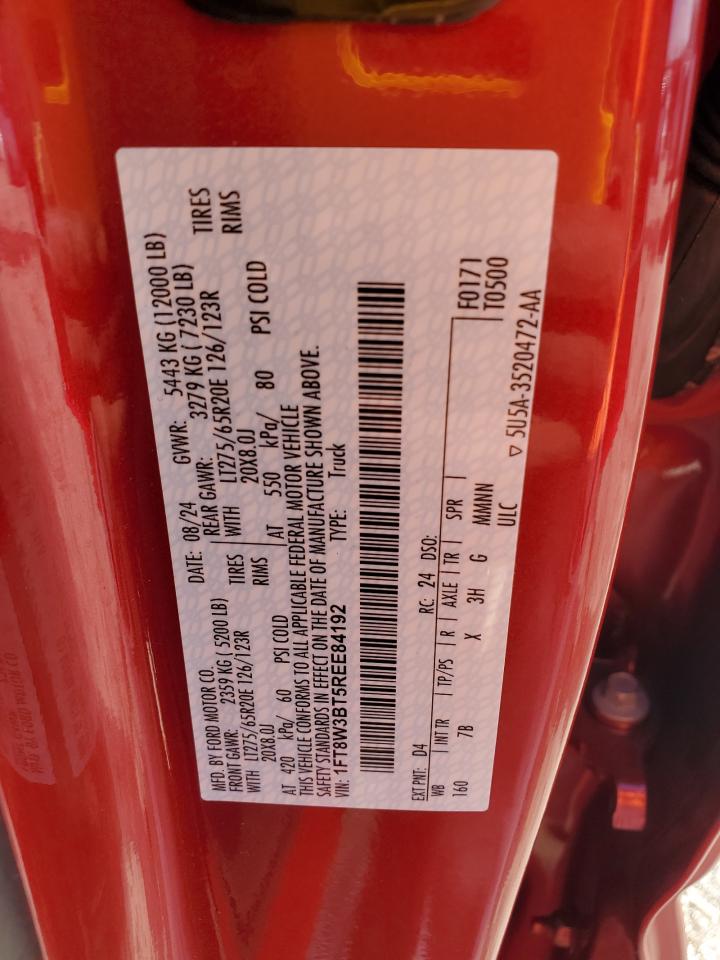 MFD. BY FORD MOTOR CO.
DATE: 08/24 GVWR: 5443 KG (12000 LB)
FRONT GAWR: 2359 KG ( 5200 LB) REAR GAWR: 3279 KG ( 7230 LB)
WITH LT275/65R20E 126/123R TIRES WITH LT275/65R20E 126/123R TIRES
20X8.0J RIMS 20X8.0J RIMS
AT 420 kPa/ 60 PSI COLD AT 550 kPa/ 80 PSI COLD
THIS VEHICLE CONFORMS TO ALL APPLICABLE FEDERAL MOTOR VEHICLE
SAFETY STANDARDS IN EFFECT ON THE DATE OF MANUFACTURE SHOWN ABOVE.
VIN: 1FT8W3BT5REE84192 TYPE: Truck
EXT PNT: D4 RC: 24 DSO: F0171
WB INT TR TP/PS R AXLE TR SPR T0500
160 7B X 3H G MMMNN
ULC ▽ 5U5A-3520472-AA